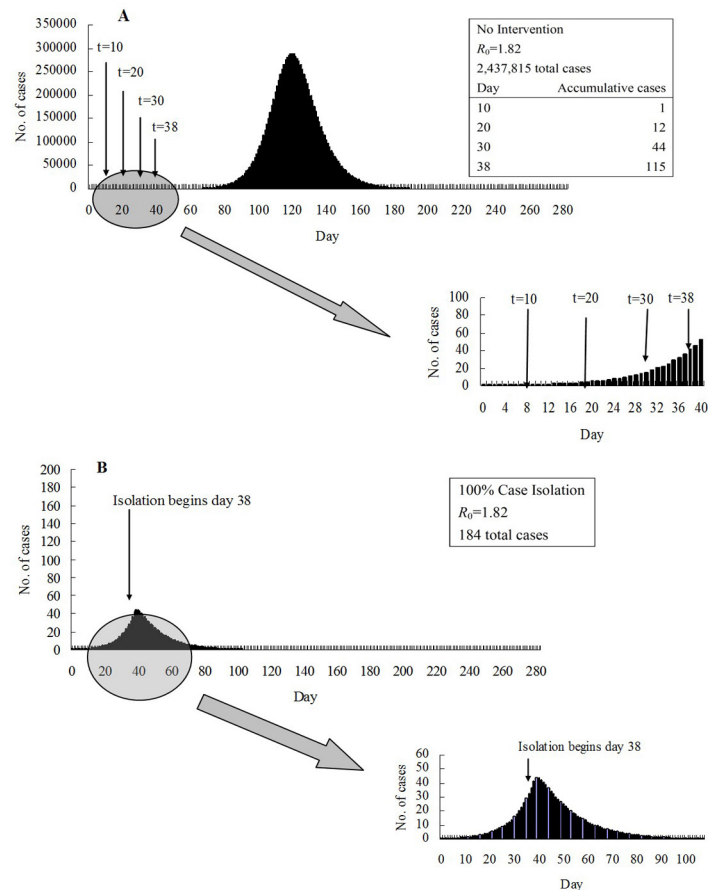 A
No. of cases
350000
300000
250000
200000
150000
100000
50000
0
t=10
t=20
t=30
t=38
0 20 40 60 80 100 120 140 160 180 200 220 240 260 280
Day
No Intervention
R0=1.82
2,437,815 total cases
Day Accumulative cases
10 1
20 12
30 44
38 115
No. of cases
100
80
60
40
20
0
t=10 t=20 t=30 t=38
0 4 8 12 16 20 24 28 32 36 40
Day
B
No. of cases
200
180
160
140
120
100
80
60
40
20
0
Isolation begins day 38
0 20 40 60 80 100 120 140 160 180 200 220 240 260 280
Day
100% Case Isolation
R0=1.82
184 total cases
No. of cases
60
50
40
30
20
10
0
Isolation begins day 38
0 10 20 30 40 50 60 70 80 90 100
Day